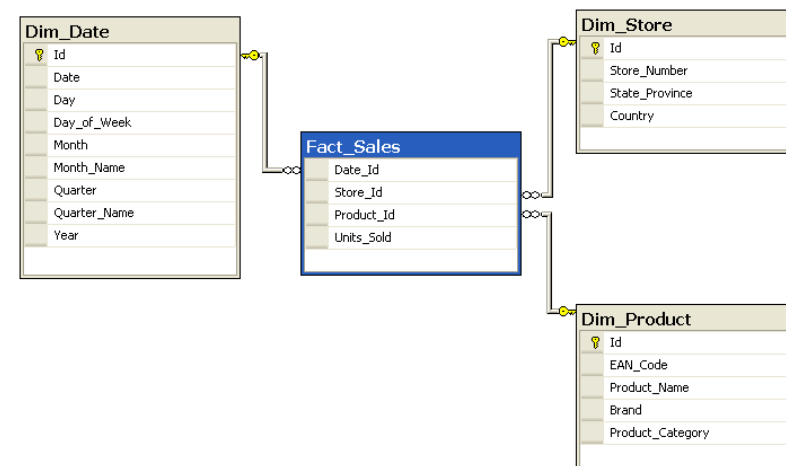 Dim_Date
Id
Date
Day
Day_of_Week
Month
Month_Name
Quarter
Quarter_Name
Year
Fact_Sales
Date_Id
Store_Id
Product_Id
Units_Sold
Dim_Store
Id
Store_Number
State_Province
Country
Dim_Product
Id
EAN_Code
Product_Name
Brand
Product_Category